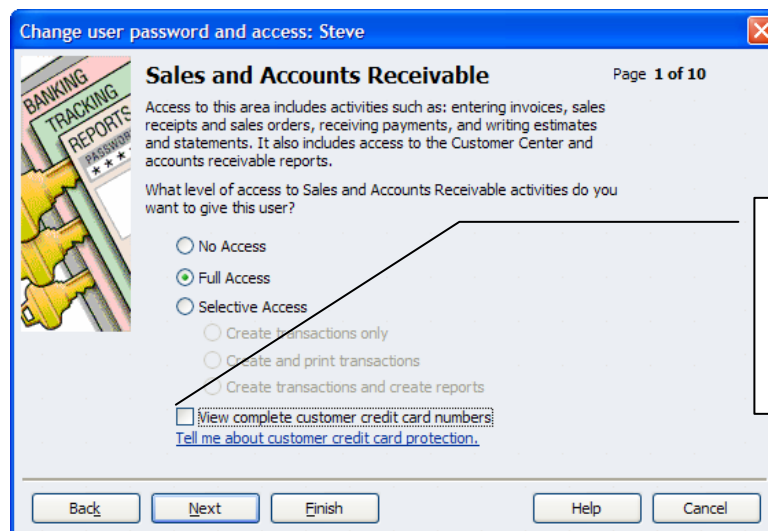 Change user password and access: Steve
BANKING
TRACKING
REPORTS
PASSWOR
****
Sales and Accounts Receivable
Page 1 of 10
Access to this area includes activities such as: entering invoices, sales
receipts and sales orders, receiving payments, and writing estimates
and statements. It also includes access to the Customer Center and
accounts receivable reports.
What level of access to Sales and Accounts Receivable activities do you
want to give this user?
No Access
Full Access
Selective Access
Create transactions only
Create and print transactions
Create transactions and create reports
View complete customer credit card numbers
Tell me about customer credit card protection.
Back
Next
Finish
Help
Cancel